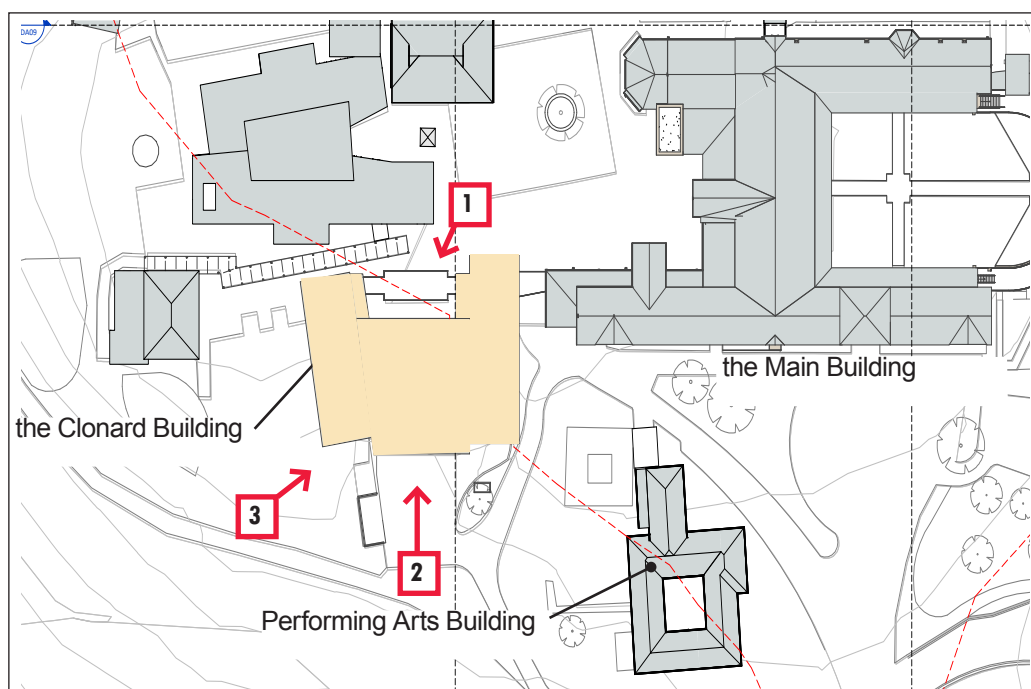 DA09
1
the Main Building
the Clonard Building
3
2
Performing Arts Building